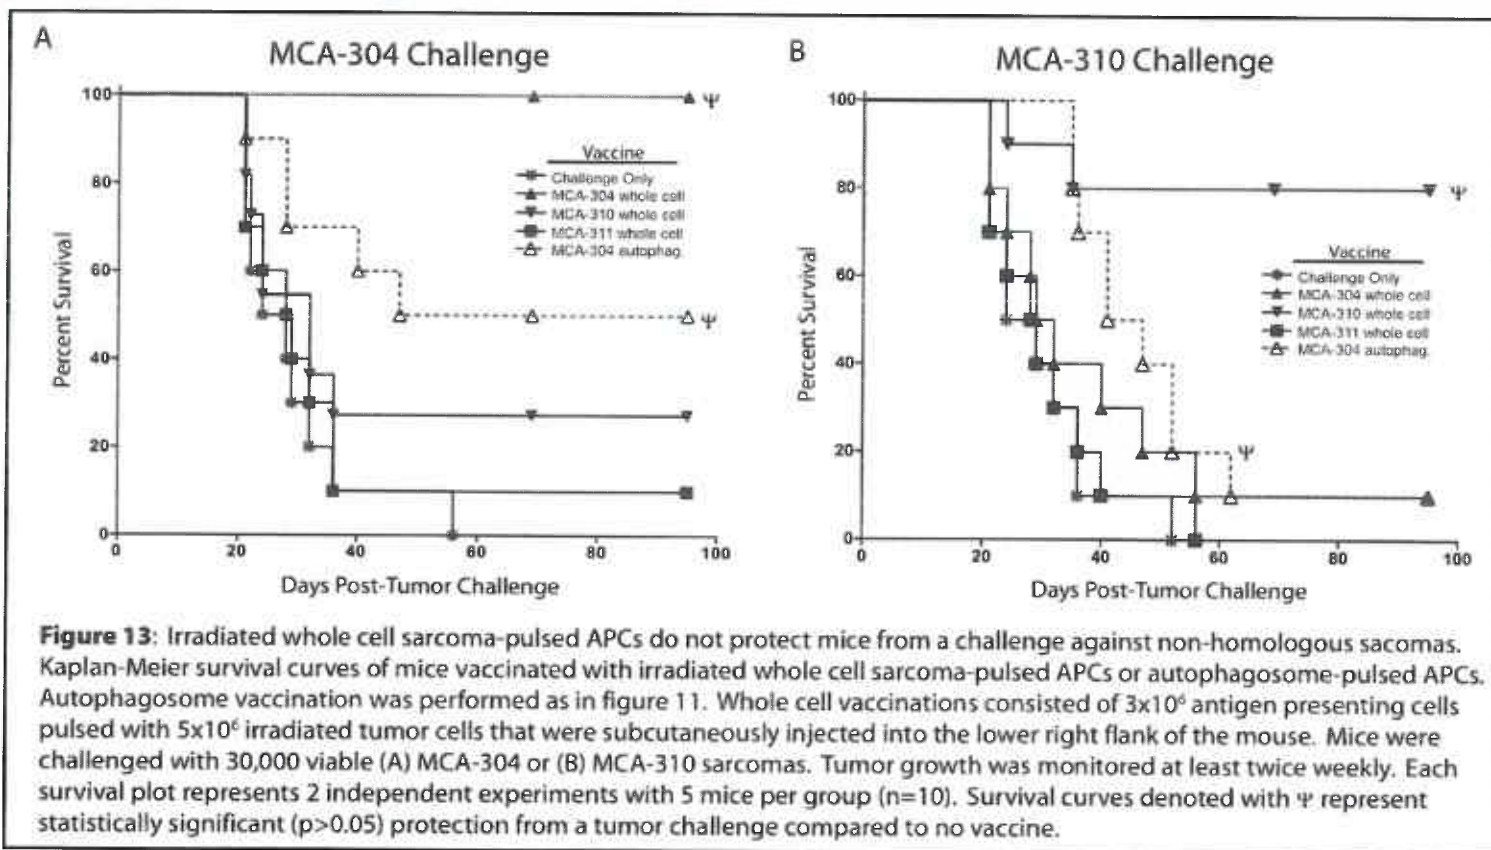 A
MCA-304 Challenge
100
80
60
40
20
0
0
20
40
60
80
100
Percent Survival
Days Post-Tumor Challenge
Ψ
Ψ
Vaccine
Challenge Only
MCA-304 whole cell
MCA-310 whole cell
MCA-311 whole cell
MCA-304 autophag.
B
MCA-310 Challenge
100
80
60
40
20
0
0
20
40
60
80
100
Percent Survival
Days Post-Tumor Challenge
Ψ
Ψ
Vaccine
Challenge Only
MCA-304 whole cell
MCA-310 whole cell
MCA-311 whole cell
MCA-304 autophag.
Figure 13: Irradiated whole cell sarcoma-pulsed APCs do not protect mice from a challenge against non-homologous sacomas.
Kaplan-Meier survival curves of mice vaccinated with irradiated whole cell sarcoma-pulsed APCs or autophagosome-pulsed APCs.
Autophagosome vaccination was performed as in figure 11. Whole cell vaccinations consisted of 3x10⁶ antigen presenting cells
pulsed with 5x10⁶ irradiated tumor cells that were subcutaneously injected into the lower right flank of the mouse. Mice were
challenged with 30,000 viable (A) MCA-304 or (B) MCA-310 sarcomas. Tumor growth was monitored at least twice weekly. Each
survival plot represents 2 independent experiments with 5 mice per group (n=10). Survival curves denoted with Ψ represent
statistically significant (p>0.05) protection from a tumor challenge compared to no vaccine.